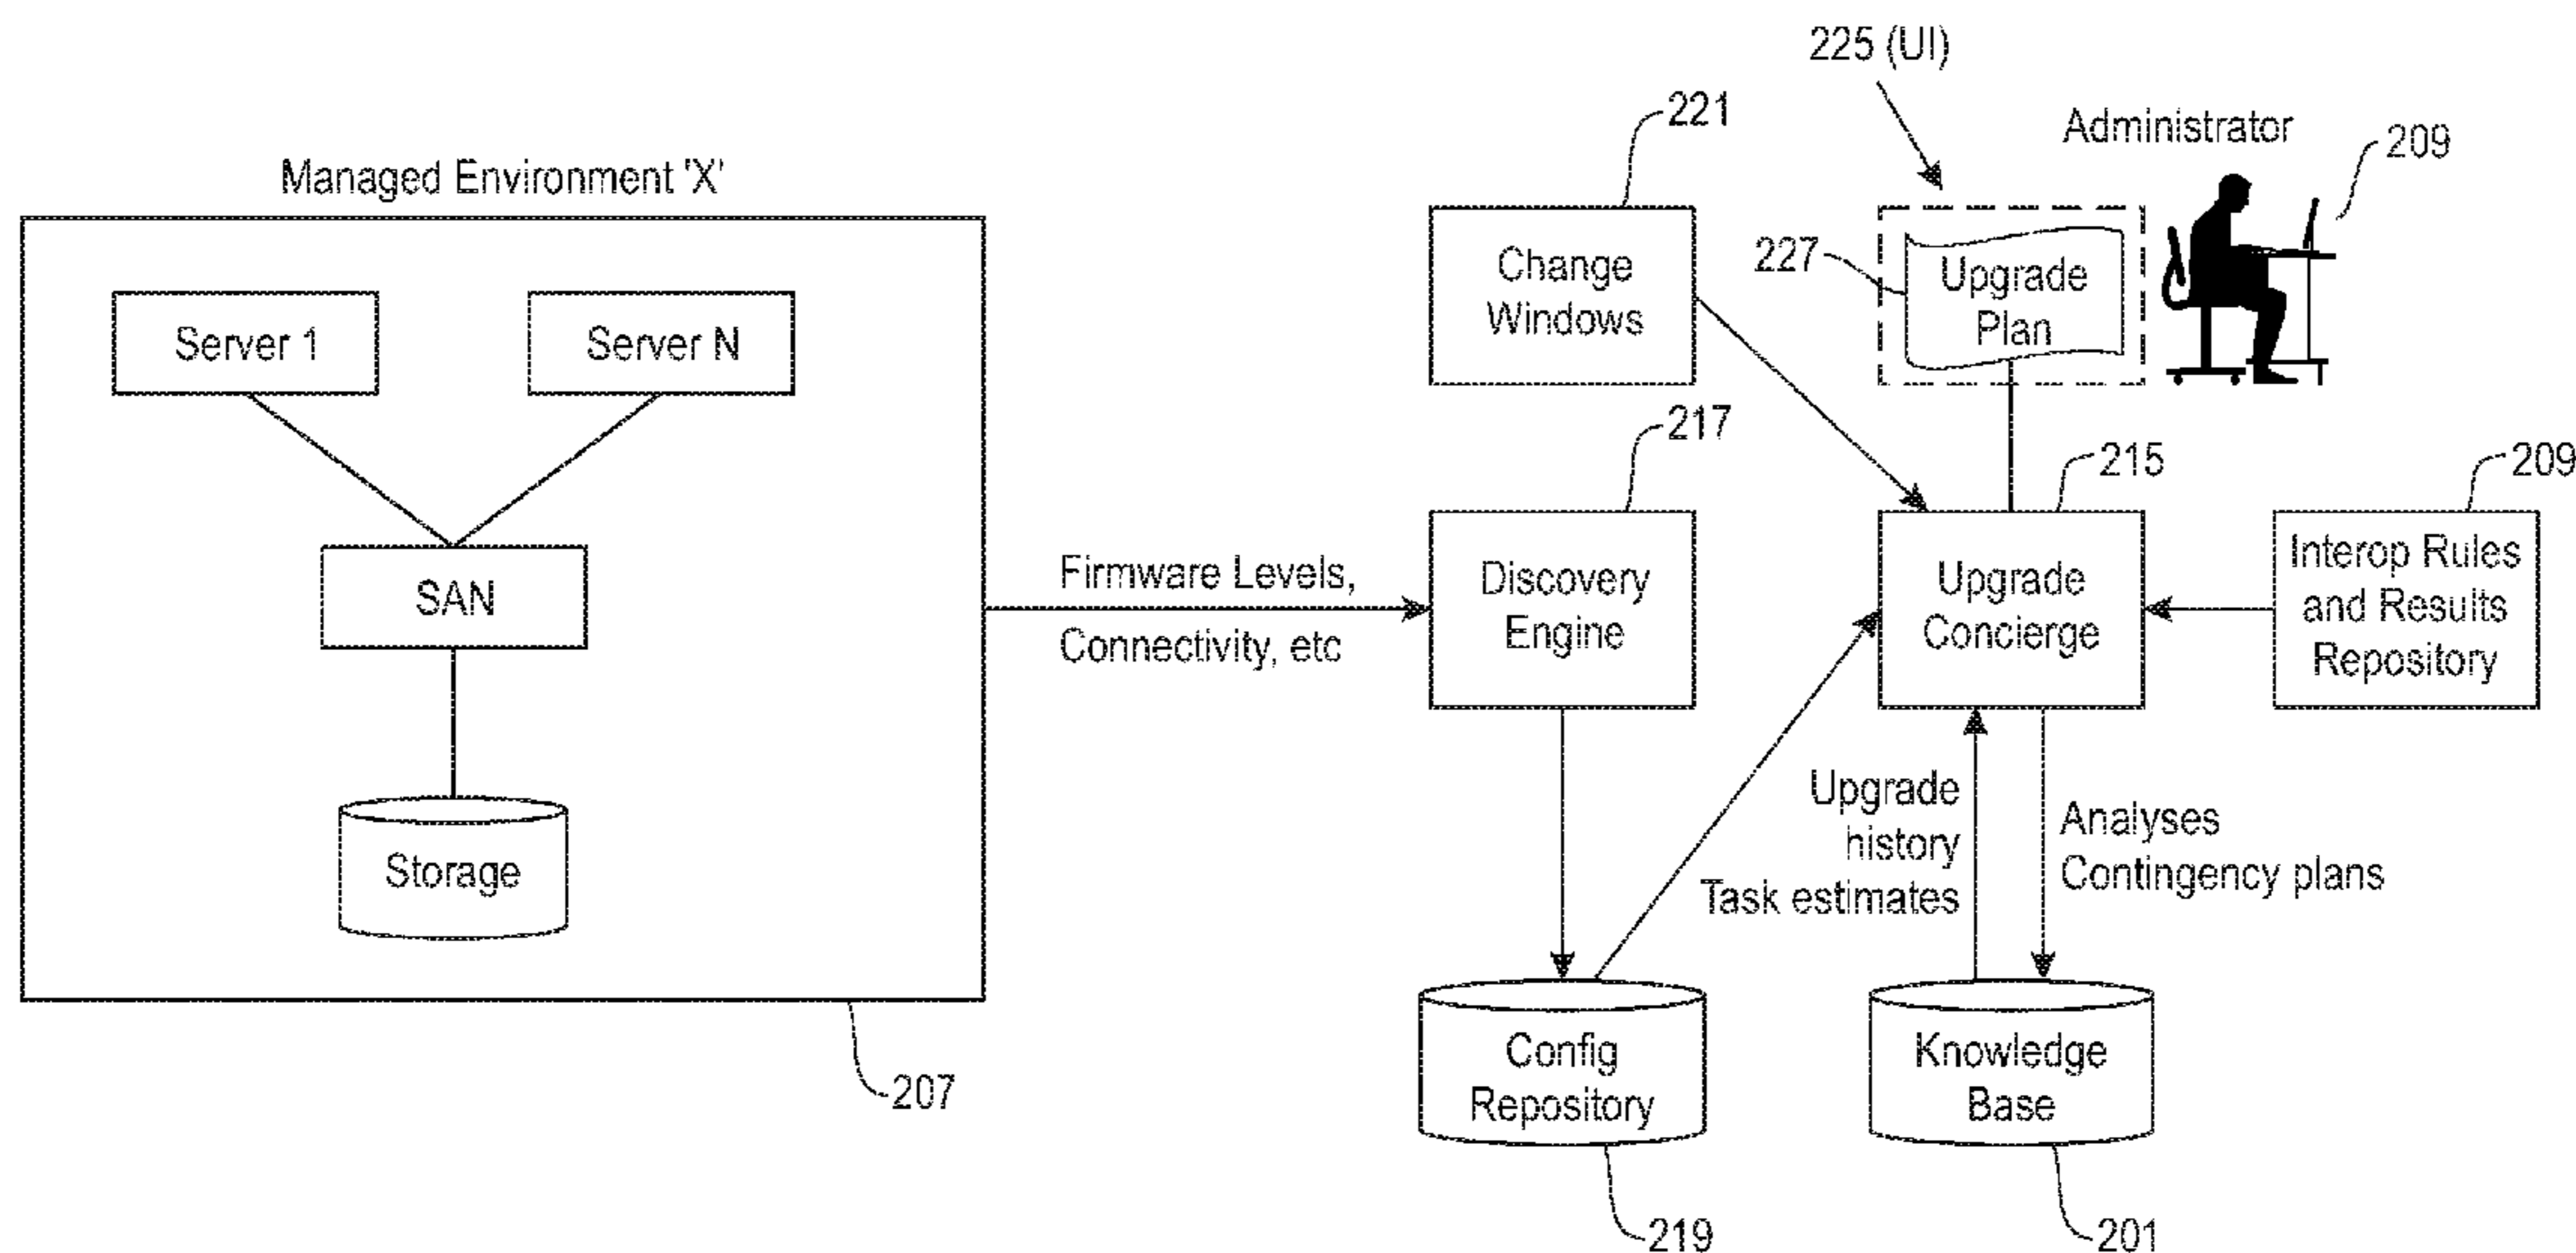 225 (UI)
221
Administrator
209
Managed Environment 'X'
Change
Windows
227
Upgrade
Plan
Server 1
Server N
217
215
209
Firmware Levels,
Connectivity, etc
Discovery
Engine
Upgrade
Concierge
Interop Rules
and Results
Repository
SAN
Storage
Upgrade
history
Task estimates
Analyses
Contingency plans
Config
Repository
Knowledge
Base
207
219
201